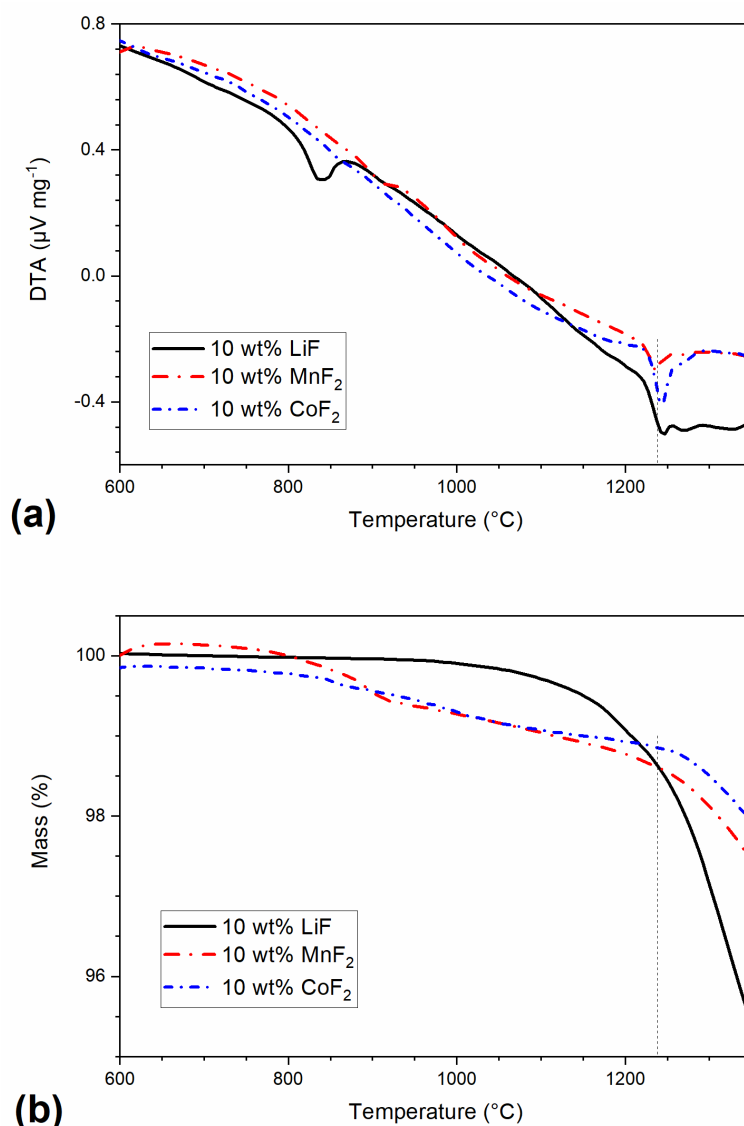 0.8
0.4
0.0
-0.4
DTA (µV mg⁻¹)
10 wt% LiF
10 wt% MnF₂
10 wt% CoF₂
600 800 1000 1200
Temperature (°C)
(a)
100
98
96
Mass (%)
10 wt% LiF
10 wt% MnF₂
10 wt% CoF₂
600 800 1000 1200
Temperature (°C)
(b)